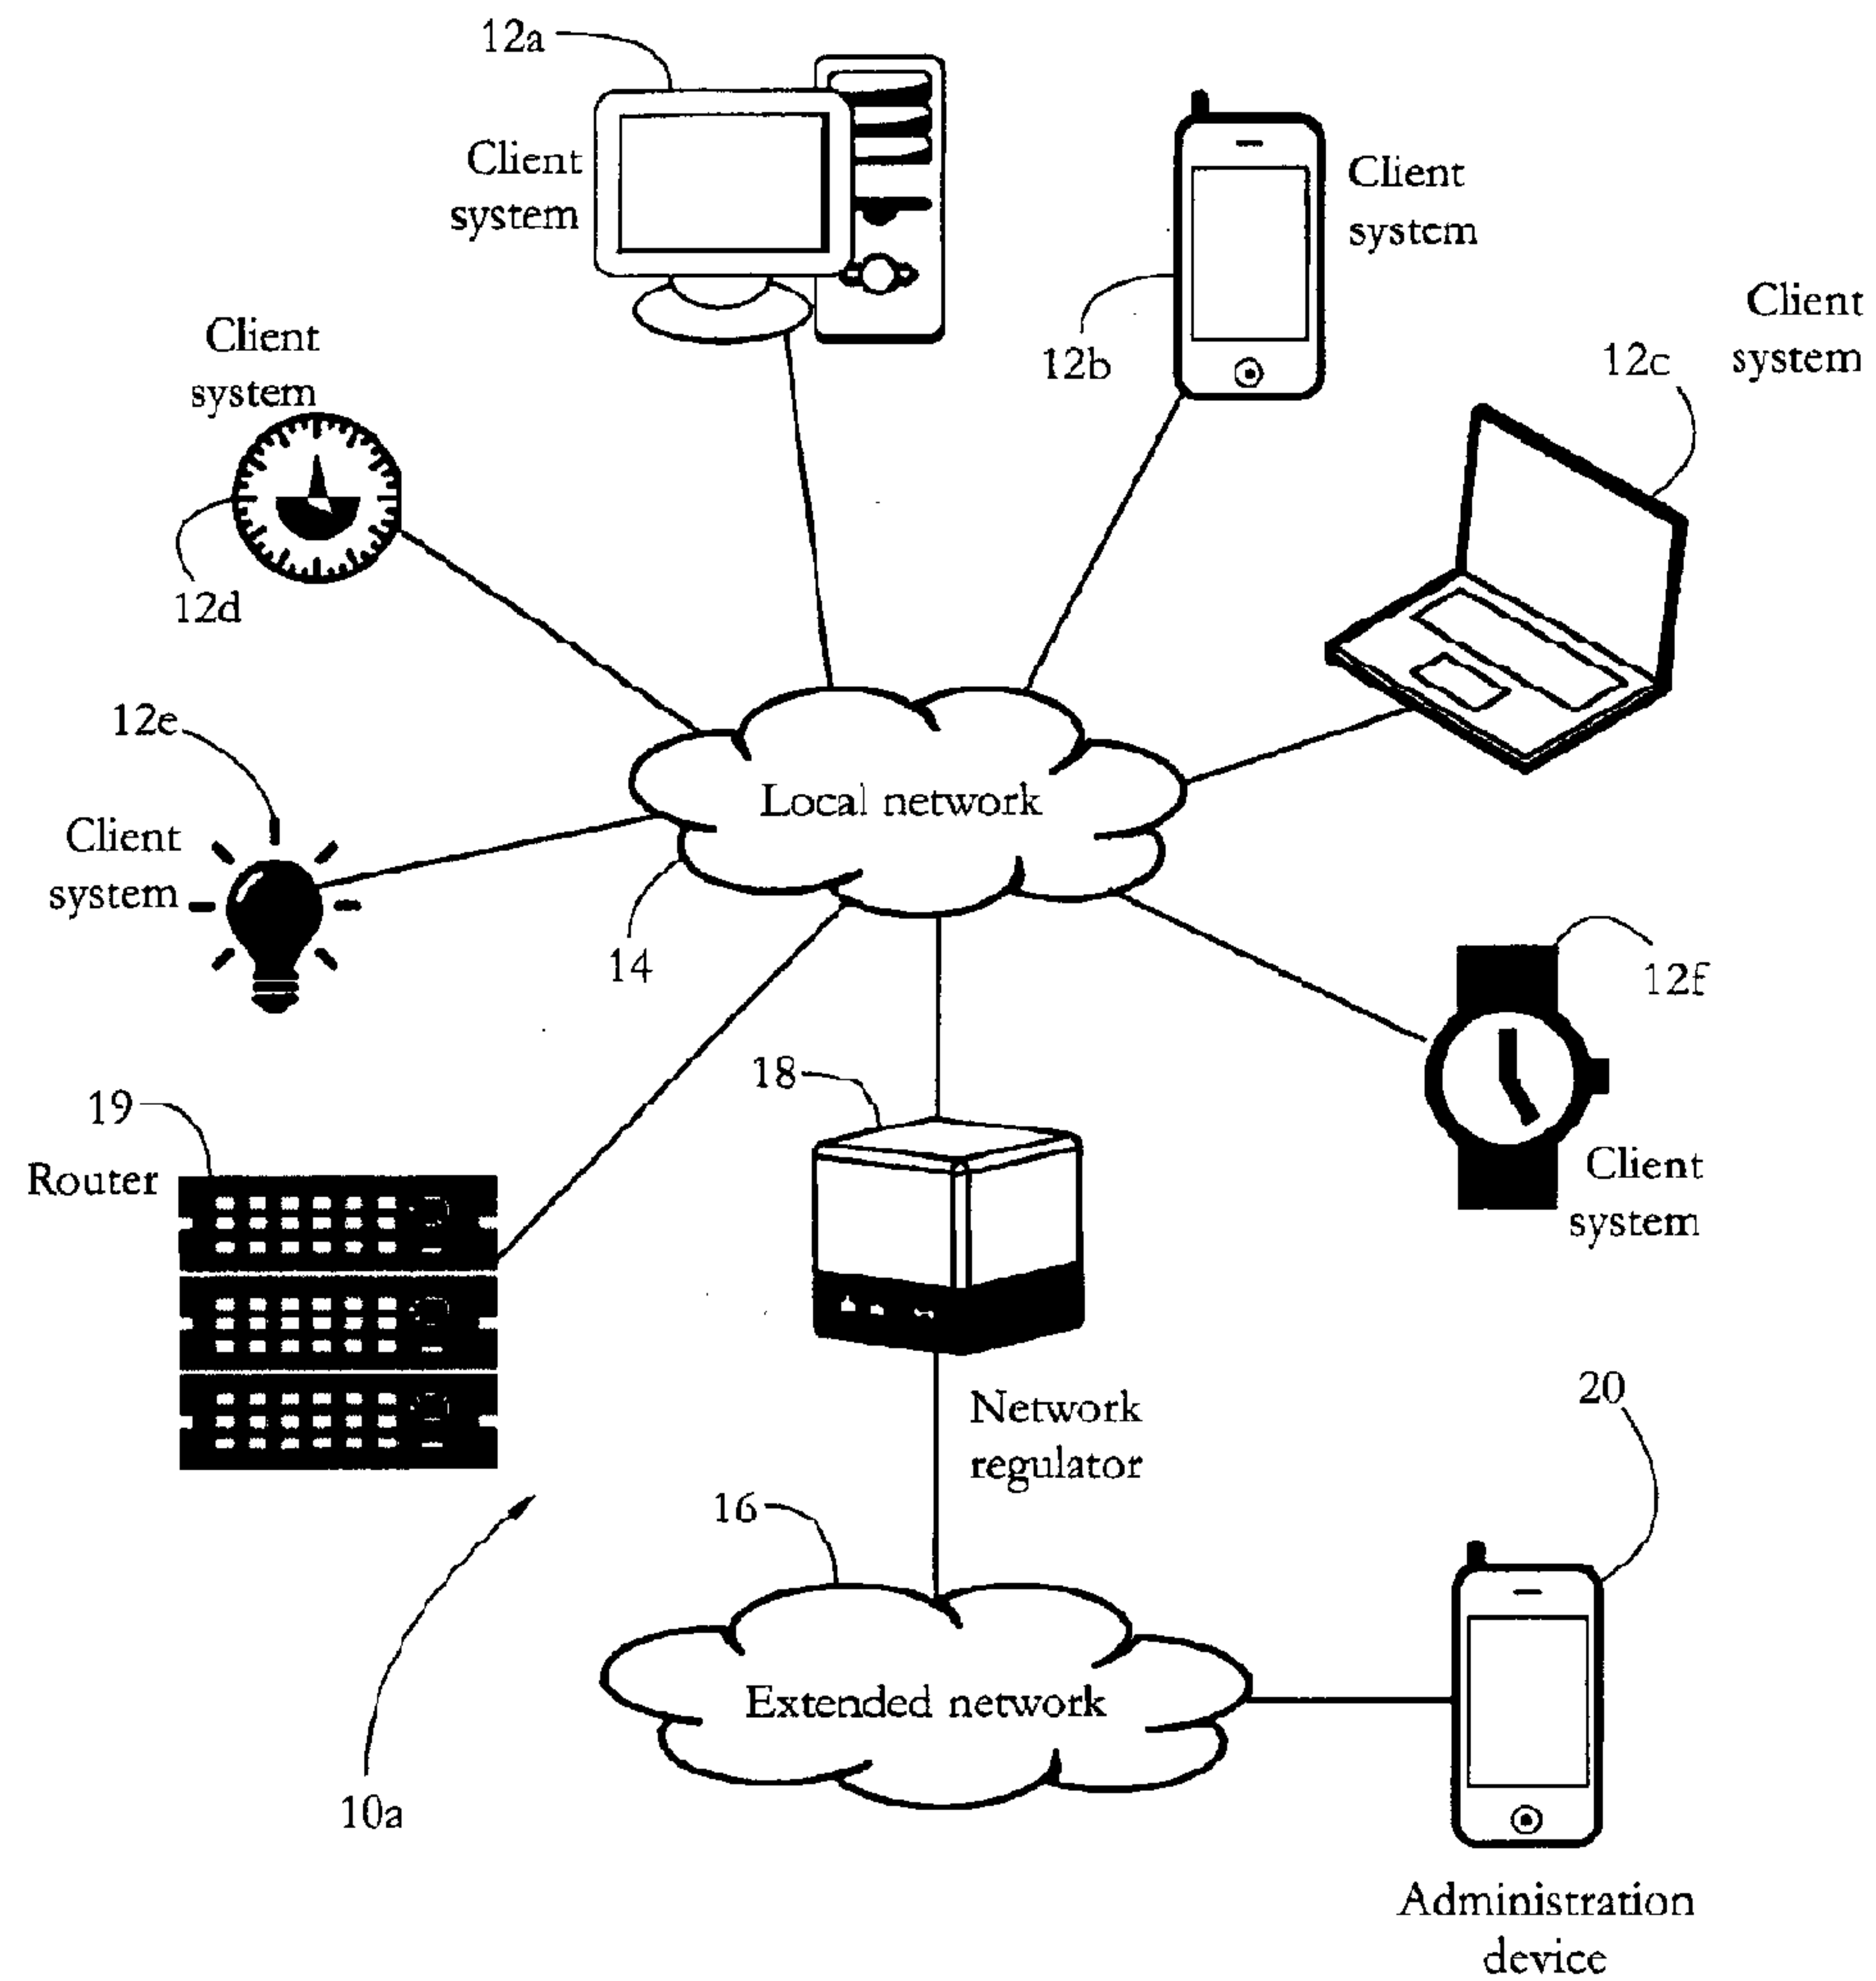 12a
Client
system
Client
system
12b
Client
system
12c
Client
system
12d
12e
Client
system
Local network
14
12f
Client
system
18
19
Router
Network
regulator
20
16
Extended network
10a
Administration
device